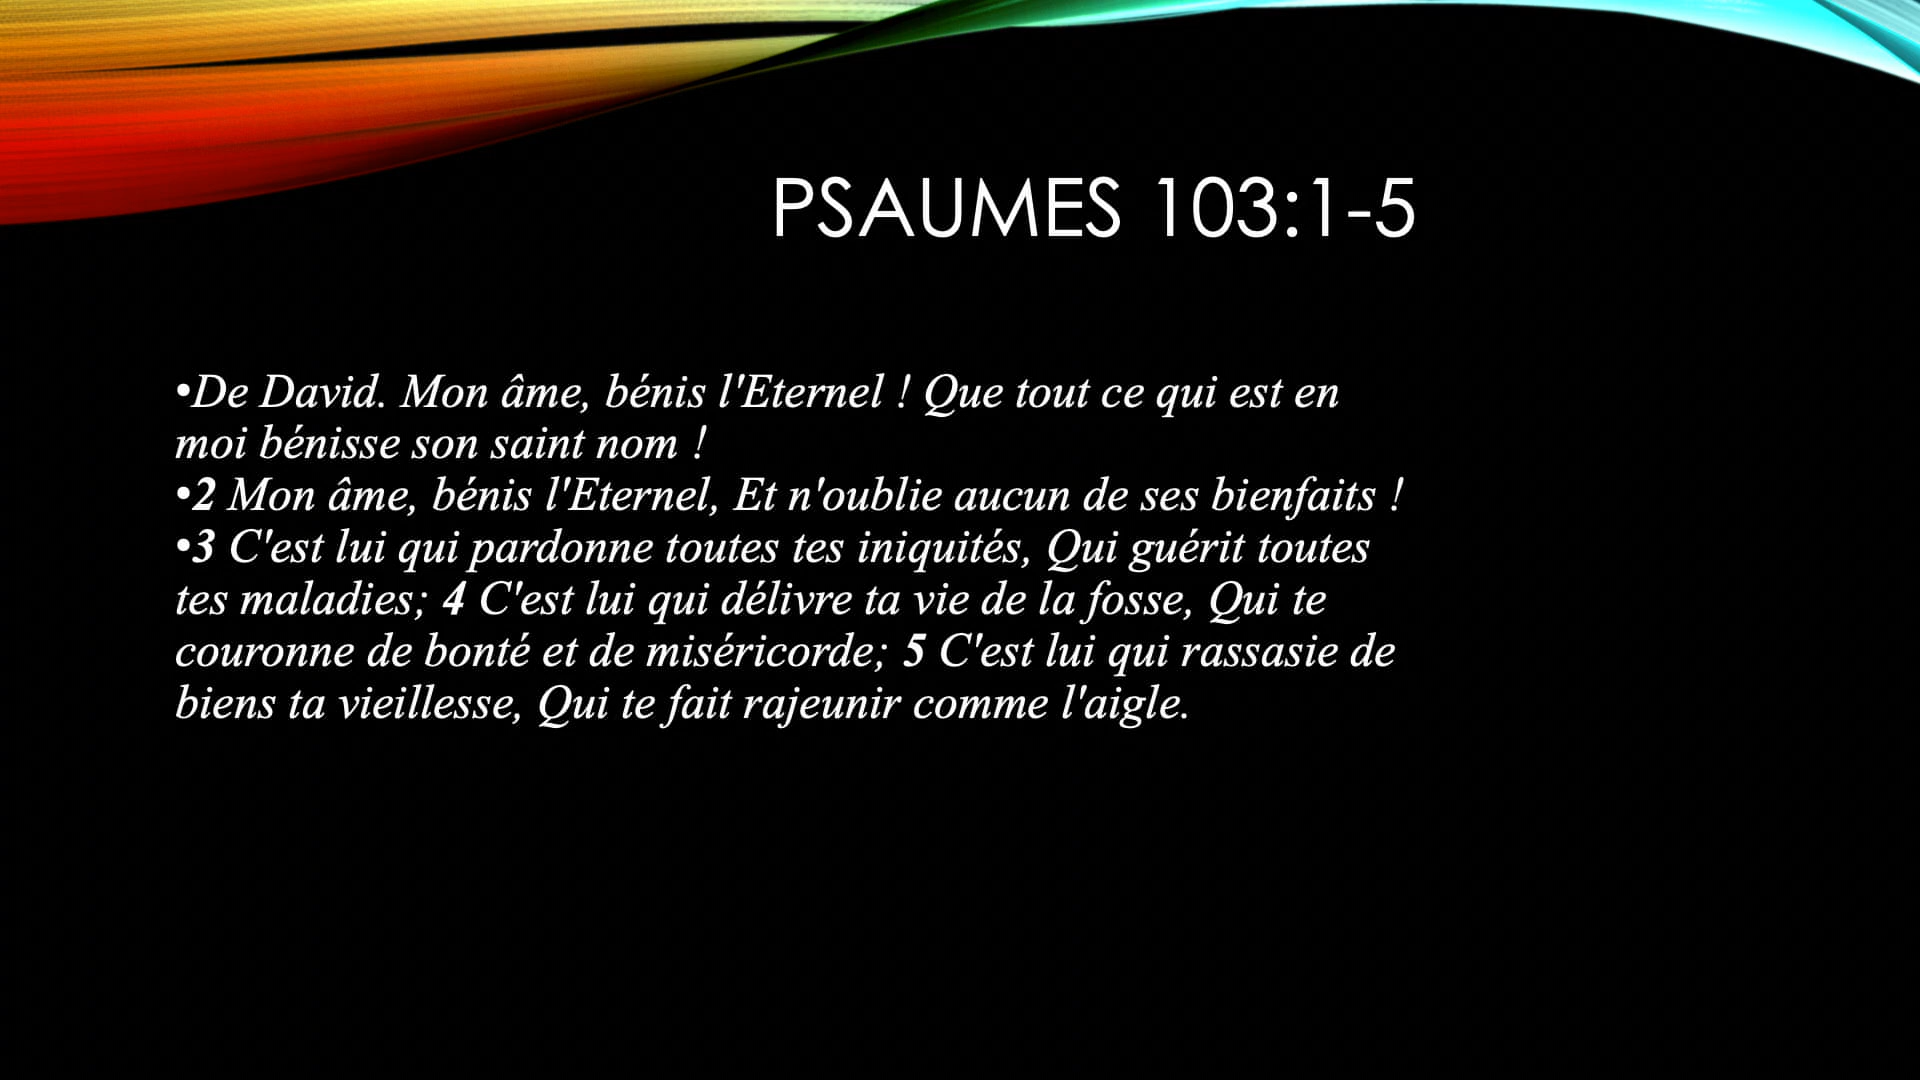 PSAUMES 103:1-5
•De David. Mon âme, bénis l'Eternel ! Que tout ce qui est en
moi bénisse son saint nom !
•2 Mon âme, bénis l'Eternel, Et n'oublie aucun de ses bienfaits !
•3 C'est lui qui pardonne toutes tes iniquités, Qui guérit toutes
tes maladies; 4 C'est lui qui délivre ta vie de la fosse, Qui te
couronne de bonté et de miséricorde; 5 C'est lui qui rassasie de
biens ta vieillesse, Qui te fait rajeunir comme l'aigle.